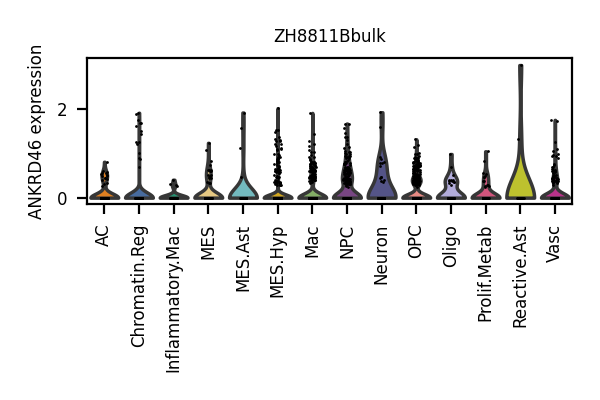 ZH8811Bbulk
ANKRD46 expression
2
0
AC
Chromatin.Reg
Inflammatory.Mac
MES
MES.Ast
MES.Hyp
Mac
NPC
Neuron
OPC
Oligo
Prolif.Metab
Reactive.Ast
Vasc